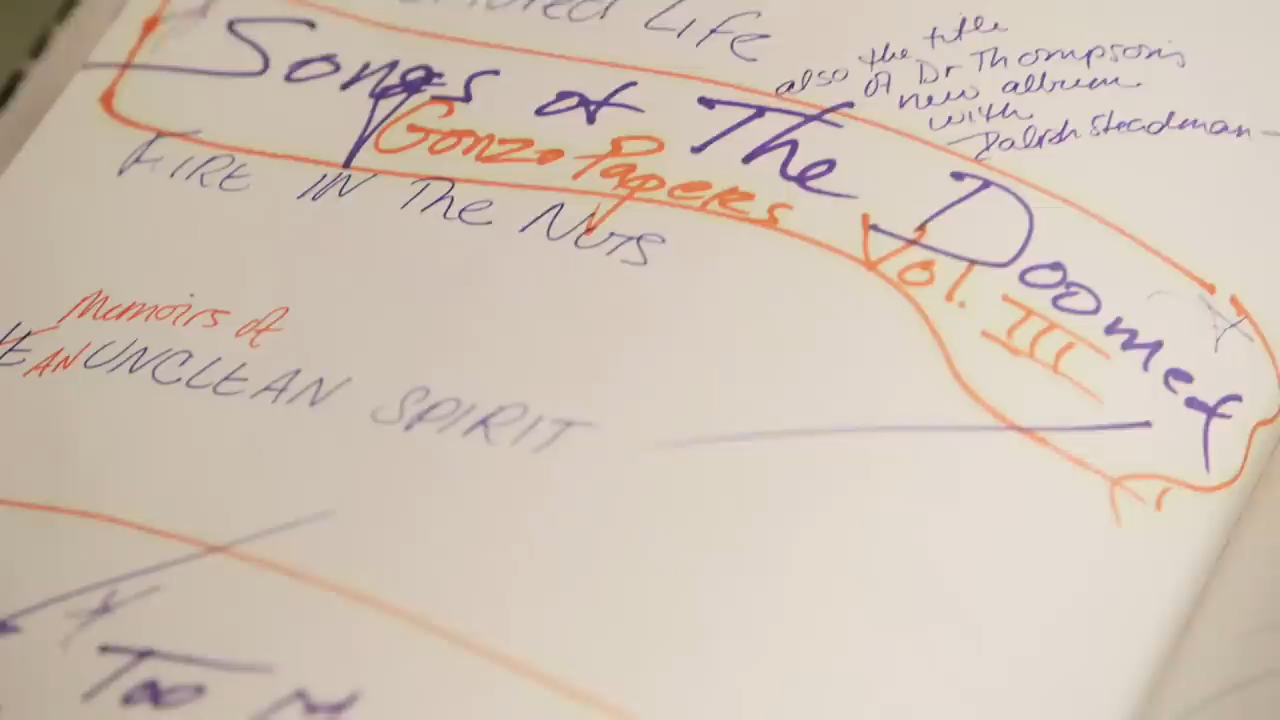 Life
also the title
of Dr Thompson's
new album
with
Ralph Steadman-
Songs of The Doomed
Gonzo Papers Vol. III
FIRE IN The NUTS
Memoirs of
AN UNCLEAN SPIRIT
Too